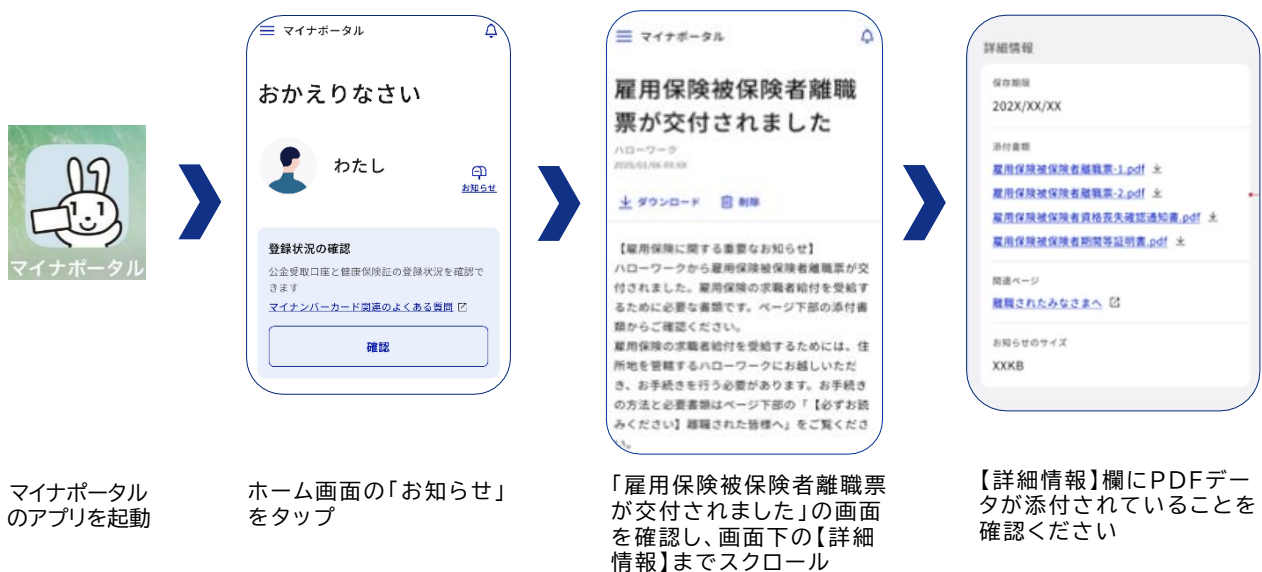 マイナポータル
マイナポータル
おかえりなさい
わたし
お知らせ
登録状況の確認
公金受取口座と健康保険証の登録状況を確認で
きます
マイナンバーカード関連のよくある質問
確認
マイナポータル
雇用保険被保険者離職
票が交付されました
ハローワーク
ダウンロード
削除
【雇用保険に関する重要なお知らせ】
ハローワークから雇用保険被保険者離職票が交
付されました。雇用保険の求職者給付を受給す
るために必要な書類です。ページ下部の添付書
類からご確認ください。
雇用保険の求職者給付を受給するためには、住
所地を管轄するハローワークにお越しいただ
き、お手続きを行う必要があります。お手続き
の方法と必要書類はページ下部の「【必ずお読
みください】離職された皆様へ」をご覧くださ
い。
詳細情報
保存期限
202X/XX/XX
添付書類
雇用保険被保険者離職票-1.pdf
雇用保険被保険者離職票-2.pdf
雇用保険被保険者資格喪失確認通知書.pdf
雇用保険被保険者期間等証明書.pdf
関連ページ
離職されたみなさまへ
お知らせのサイズ
XXKB
マイナポータル
のアプリを起動
ホーム画面の「お知らせ」
をタップ
「雇用保険被保険者離職票
が交付されました」の画面
を確認し、画面下の【詳細
情報】までスクロール
【詳細情報】欄にPDFデー
タが添付されていることを
確認ください